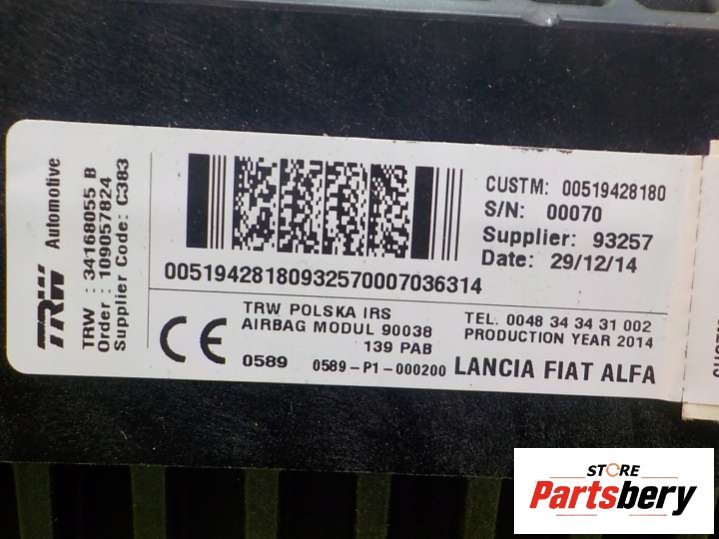 TRW Automotive
TRW : 34168055 B
Order : 109057824
Supplier Code: C383
CUSTM: 00519428180
S/N: 00070
Supplier: 93257
Date: 29/12/14
00519428180932570007036314
CE
0589
TRW POLSKA IRS
AIRBAG MODUL 90038
139 PAB
0589-P1-000200
TEL. 0048 34 34 31 002
PRODUCTION YEAR 2014
LANCIA FIAT ALFA
STORE
Partsbery